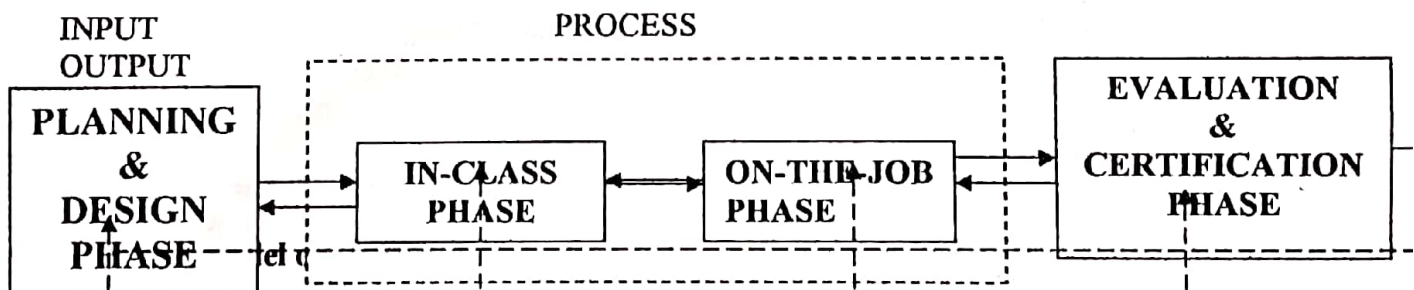 INPUT
OUTPUT
PROCESS
PLANNING
&
DESIGN
PHASE
IN-CLASS
PHASE
ON-THE-JOB
PHASE
EVALUATION
&
CERTIFICATION
PHASE